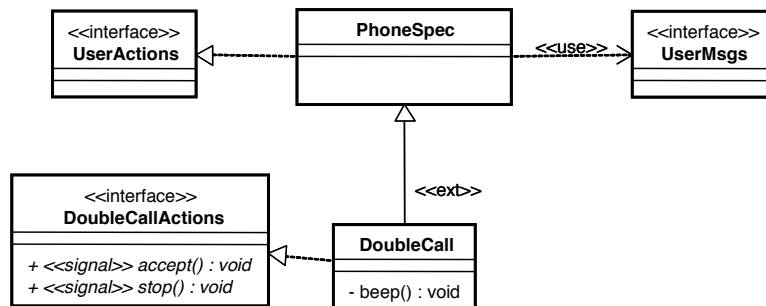 <<interface>>
UserActions
PhoneSpec
<<use>>
<<interface>>
UserMsgs
<<ext>>
<<interface>>
DoubleCallActions
+ <<signal>> accept() : void
+ <<signal>> stop() : void
DoubleCall
- beep() : void